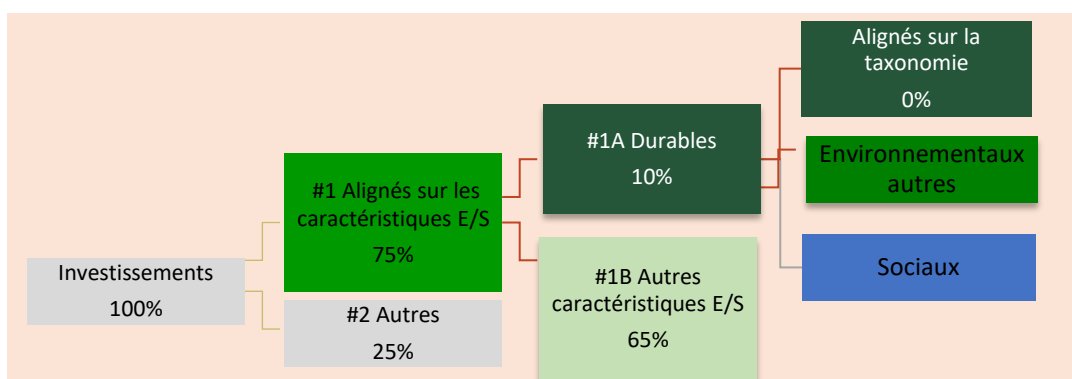 Investissements
100%
#1 Alignés sur les
caractéristiques E/S
75%
#2 Autres
25%
#1A Durables
10%
#1B Autres
caractéristiques E/S
65%
Alignés sur la
taxonomie
0%
Environnementaux
autres
Sociaux